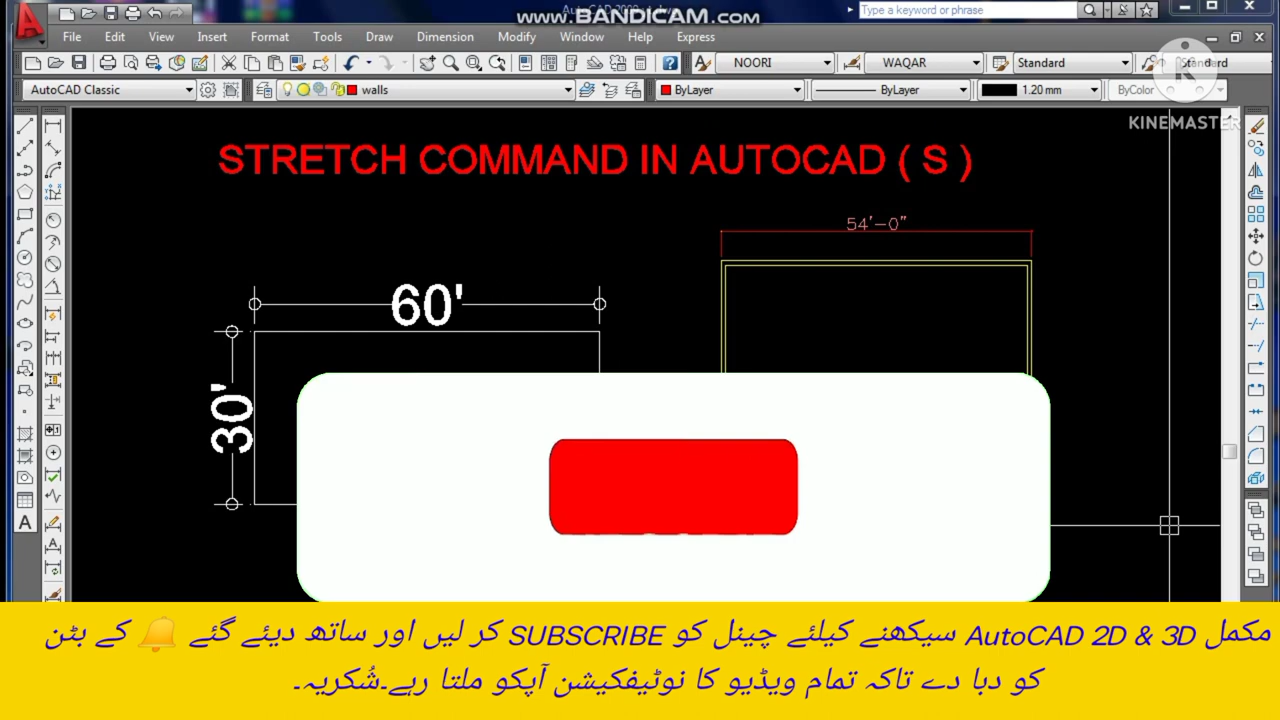 www.BANDICAM.com
Type a keyword or phrase
File Edit View Insert Format Tools Draw Dimension Modify Window Help Express
NOORI WAQAR Standard Standard
AutoCAD Classic walls ByLayer ByLayer 1.20 mm ByColor
KINEMASTER
STRETCH COMMAND IN AUTOCAD ( S )
54'-0"
60'
30'
مکمل AutoCAD 2D & 3D سیکھنے کیلئے چینل کو SUBSCRIBE کر لیں اور ساتھ دیئے گئے 🔔 کے بٹن
کو دبا دے تاکہ تمام ویڈیو کا نوٹیفکیشن آپکو ملتا رہے۔شُکریہ۔